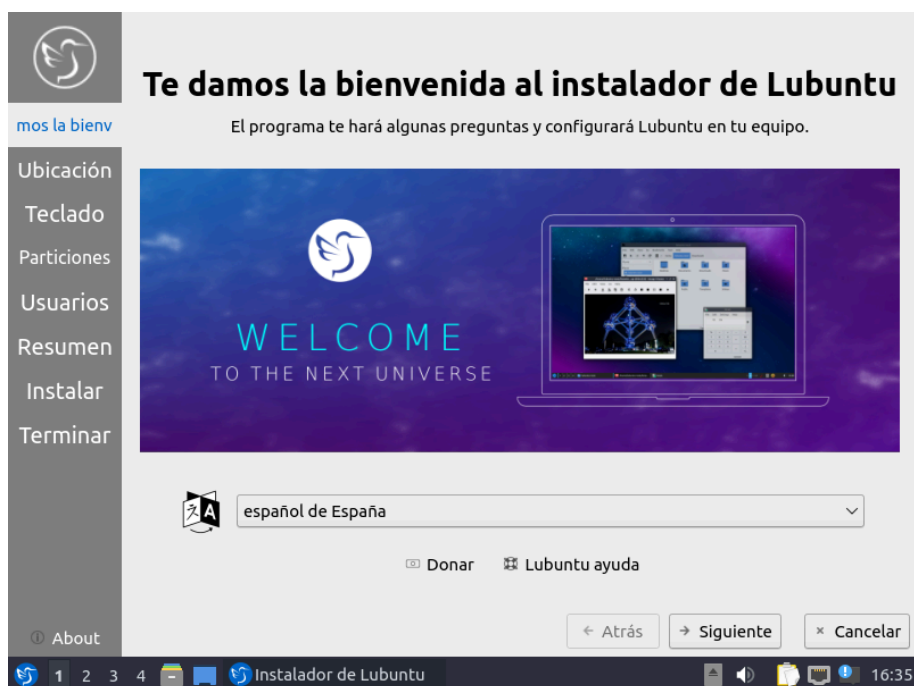 Te damos la bienvenida al instalador de Lubuntu
mos la bienv
El programa te hará algunas preguntas y configurará Lubuntu en tu equipo.
Ubicación
Teclado
Particiones
Usuarios
Resumen
Instalar
Terminar
WELCOME
TO THE NEXT UNIVERSE
español de España
Donar Lubuntu ayuda
About
Atrás Siguiente Cancelar
1 2 3 4 Instalador de Lubuntu 16:35